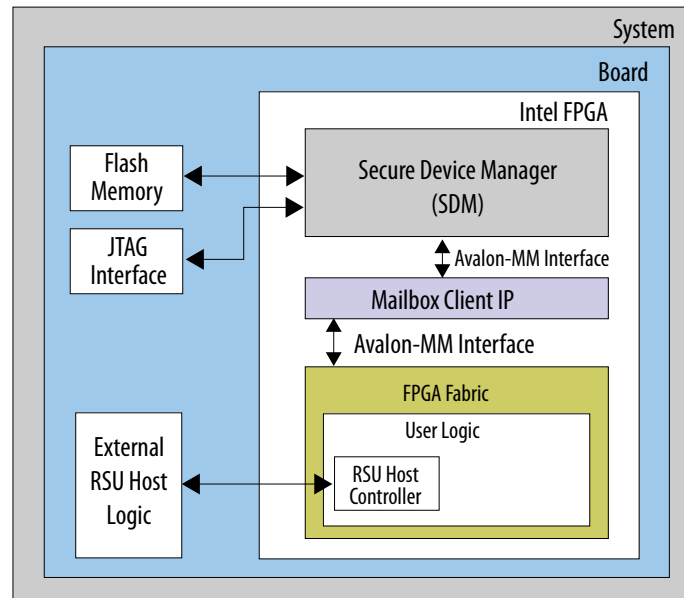 System
Board
Intel FPGA
Flash
Memory
Secure Device Manager
(SDM)
JTAG
Interface
Avalon-MM Interface
Mailbox Client IP
Avalon-MM Interface
FPGA Fabric
User Logic
External
RSU Host
Logic
RSU Host
Controller